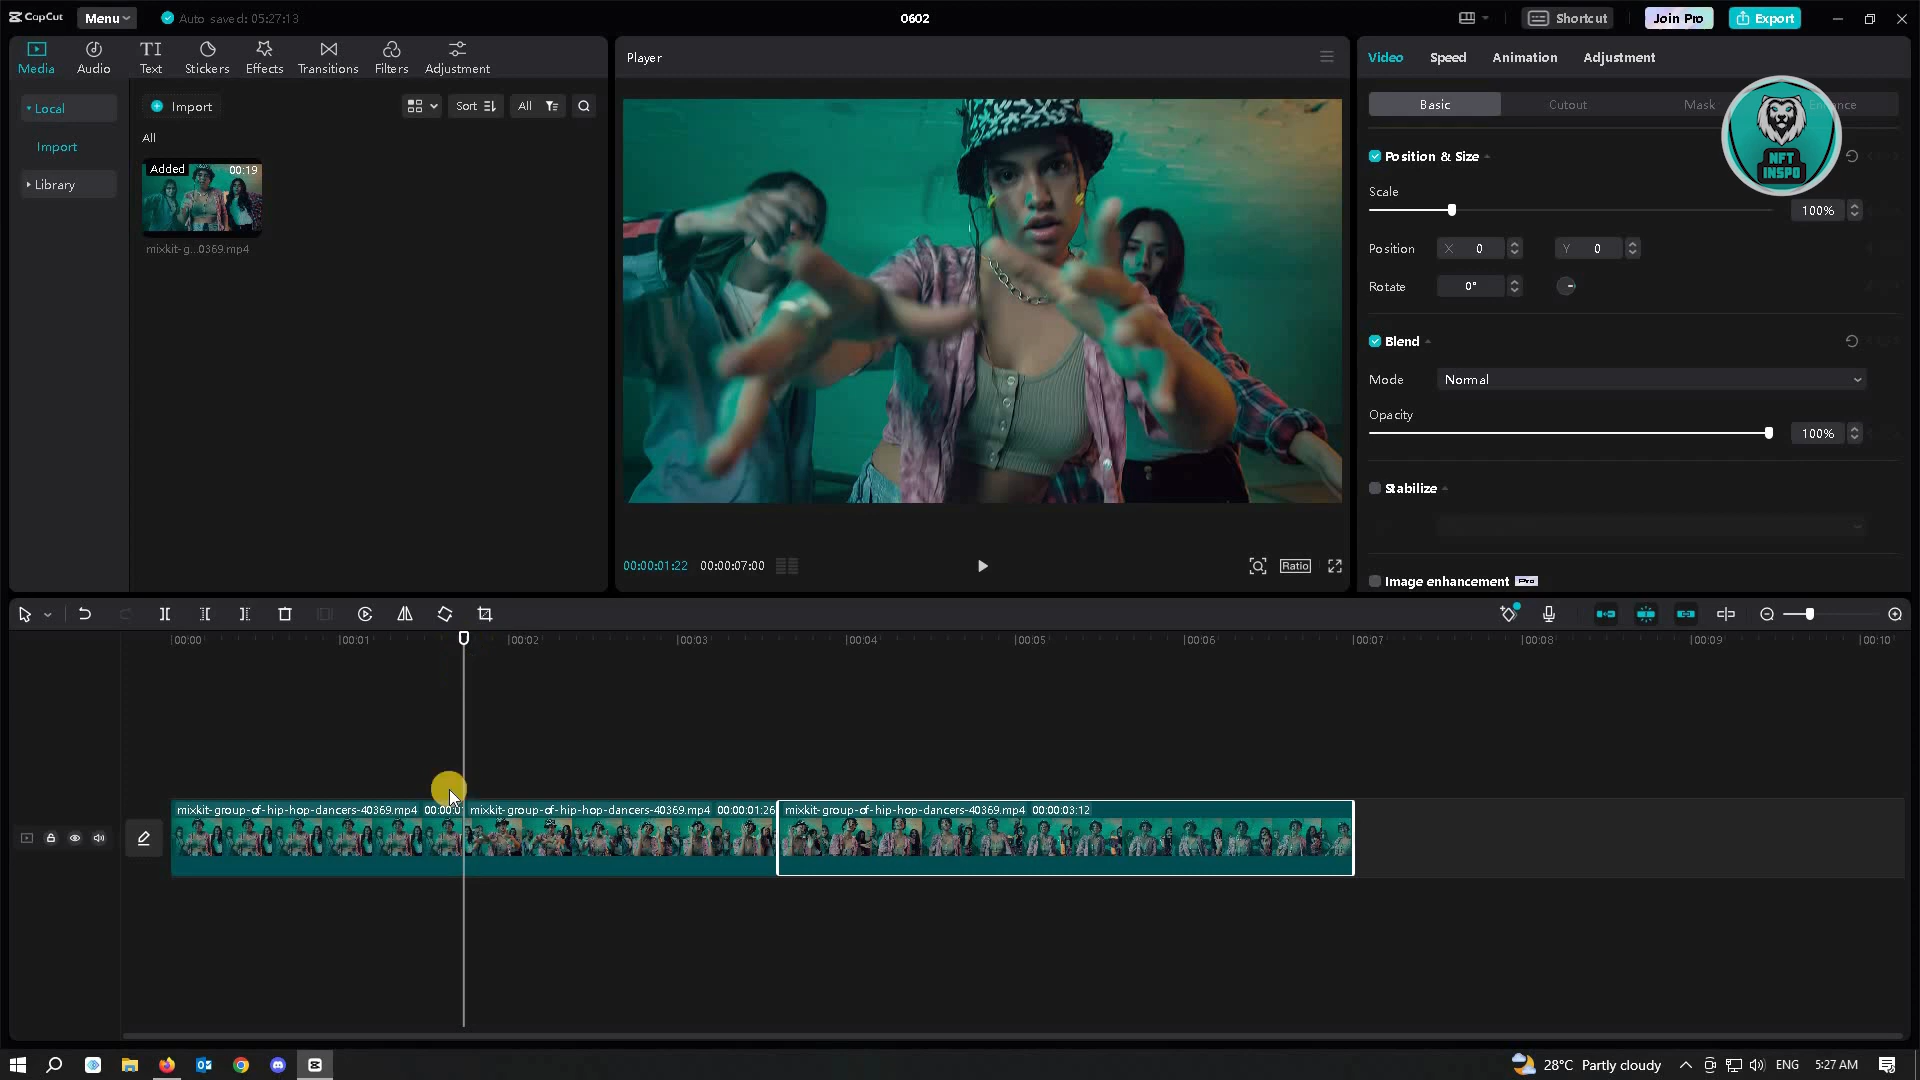 CapCut
Menu
Auto saved: 05:27:13
0602
Shortcut
Join Pro
Export
Media
Audio
TI
Text
Stickers
Effects
Transitions
Filters
Adjustment
Player
Video
Speed
Animation
Adjustment
Local
Import
Library
Import
Sort
All
All
Added
00:19
mixkit-g...0369.mp4
Basic
Cutout
Mask
NFT
INSPO
Position & Size
Scale
100%
Position
X 0
Y 0
Rotate
0°
Blend
Mode
Normal
Opacity
100%
Stabilize
Image enhancement Pro
00:00:01:22
00:00:07:00
Ratio
00:00
00:01
00:02
00:03
00:04
00:05
00:06
00:07
00:08
00:09
00:10
mixkit-group-of-hip-hop-dancers-40369.mp4
mixkit-group-of-hip-hop-dancers-40369.mp4 00:00:01:26
mixkit-group-of-hip-hop-dancers-40369.mp4 00:00:03:12
28°C Partly cloudy
ENG
5:27 AM